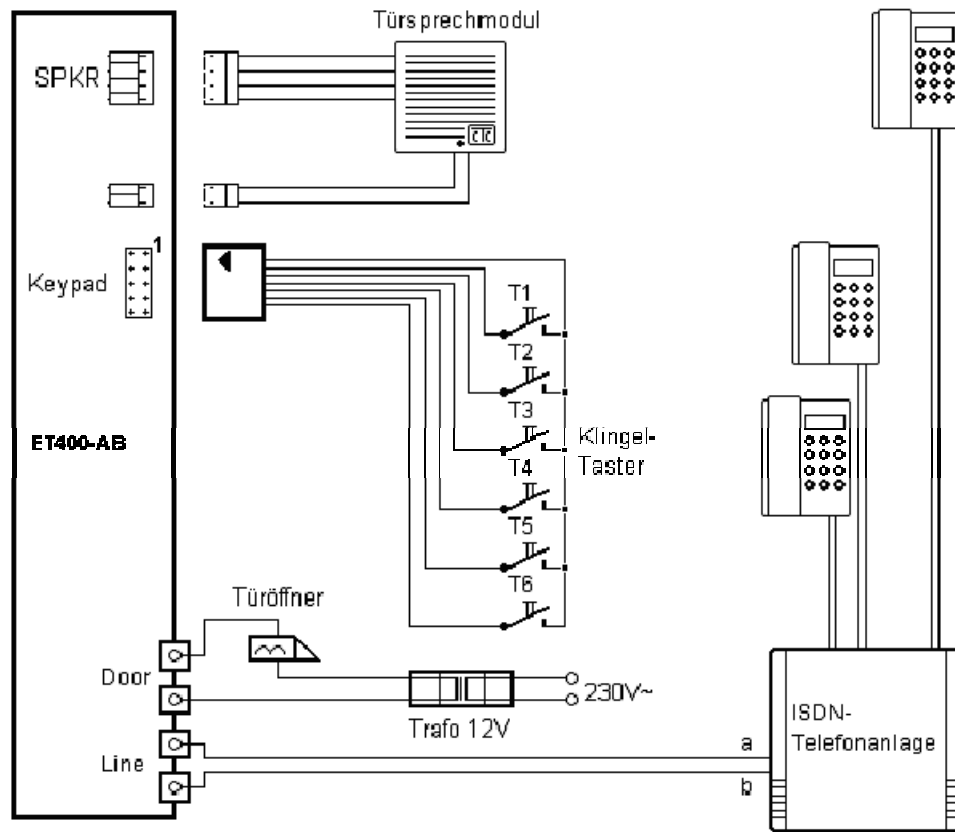 Türsprechmodul
SPKR
1
Keypad
T1
T2
T3
T4
T5
T6
Klingel-
Taster
ET400-AB
Türöffner
Door
230V~
Trafo 12V
Line
a
b
ISDN-
Telefonanlage